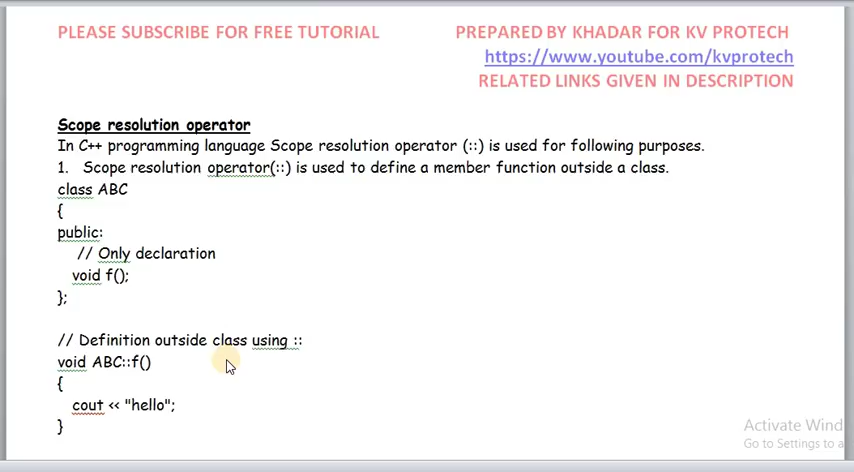 PLEASE SUBSCRIBE FOR FREE TUTORIAL PREPARED BY KHADAR FOR KV PROTECH
https://www.youtube.com/kvprotech
RELATED LINKS GIVEN IN DESCRIPTION
Scope resolution operator
In C++ programming language Scope resolution operator (::) is used for following purposes.
1. Scope resolution operator(::) is used to define a member function outside a class.
class ABC
{
public:
// Only declaration
void f();
};
// Definition outside class using ::
void ABC::f()
{
cout << "hello";
}
Activate Wind
Go to Settings to a